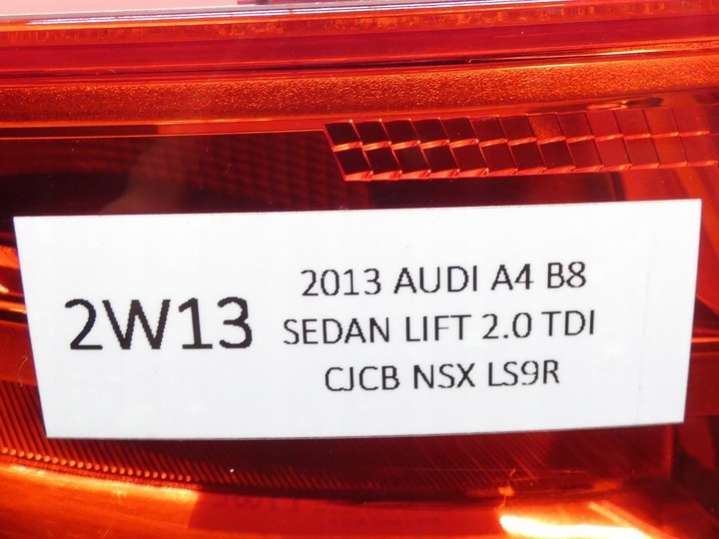 2W13
2013 AUDI A4 B8
SEDAN LIFT 2.0 TDI
CJCB NSX LS9R